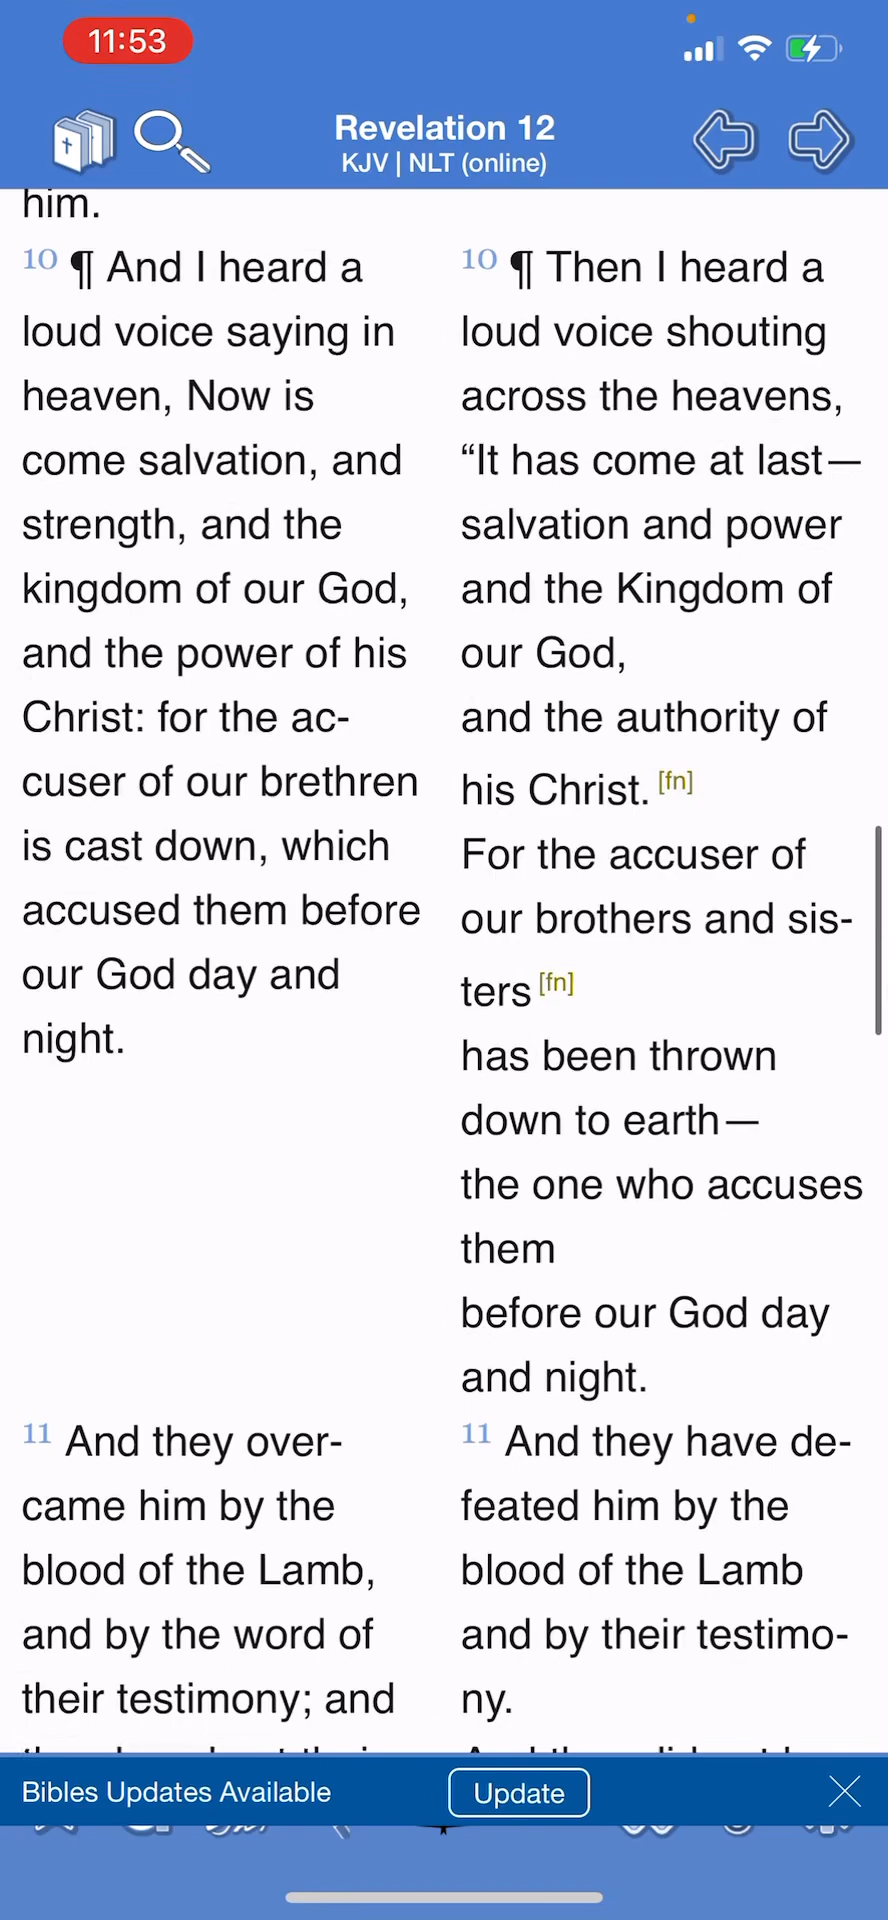 11:53
Revelation 12
KJV | NLT (online)
him.
10 ¶ And I heard a
loud voice saying in
heaven, Now is
come salvation, and
strength, and the
kingdom of our God,
and the power of his
Christ: for the ac-
cuser of our brethren
is cast down, which
accused them before
our God day and
night.
11 And they over-
came him by the
blood of the Lamb,
and by the word of
their testimony; and
10 ¶ Then I heard a
loud voice shouting
across the heavens,
“It has come at last—
salvation and power
and the Kingdom of
our God,
and the authority of
his Christ. [fn]
For the accuser of
our brothers and sis-
ters [fn]
has been thrown
down to earth—
the one who accuses
them
before our God day
and night.
11 And they have de-
feated him by the
blood of the Lamb
and by their testimo-
ny.
Bibles Updates Available
Update